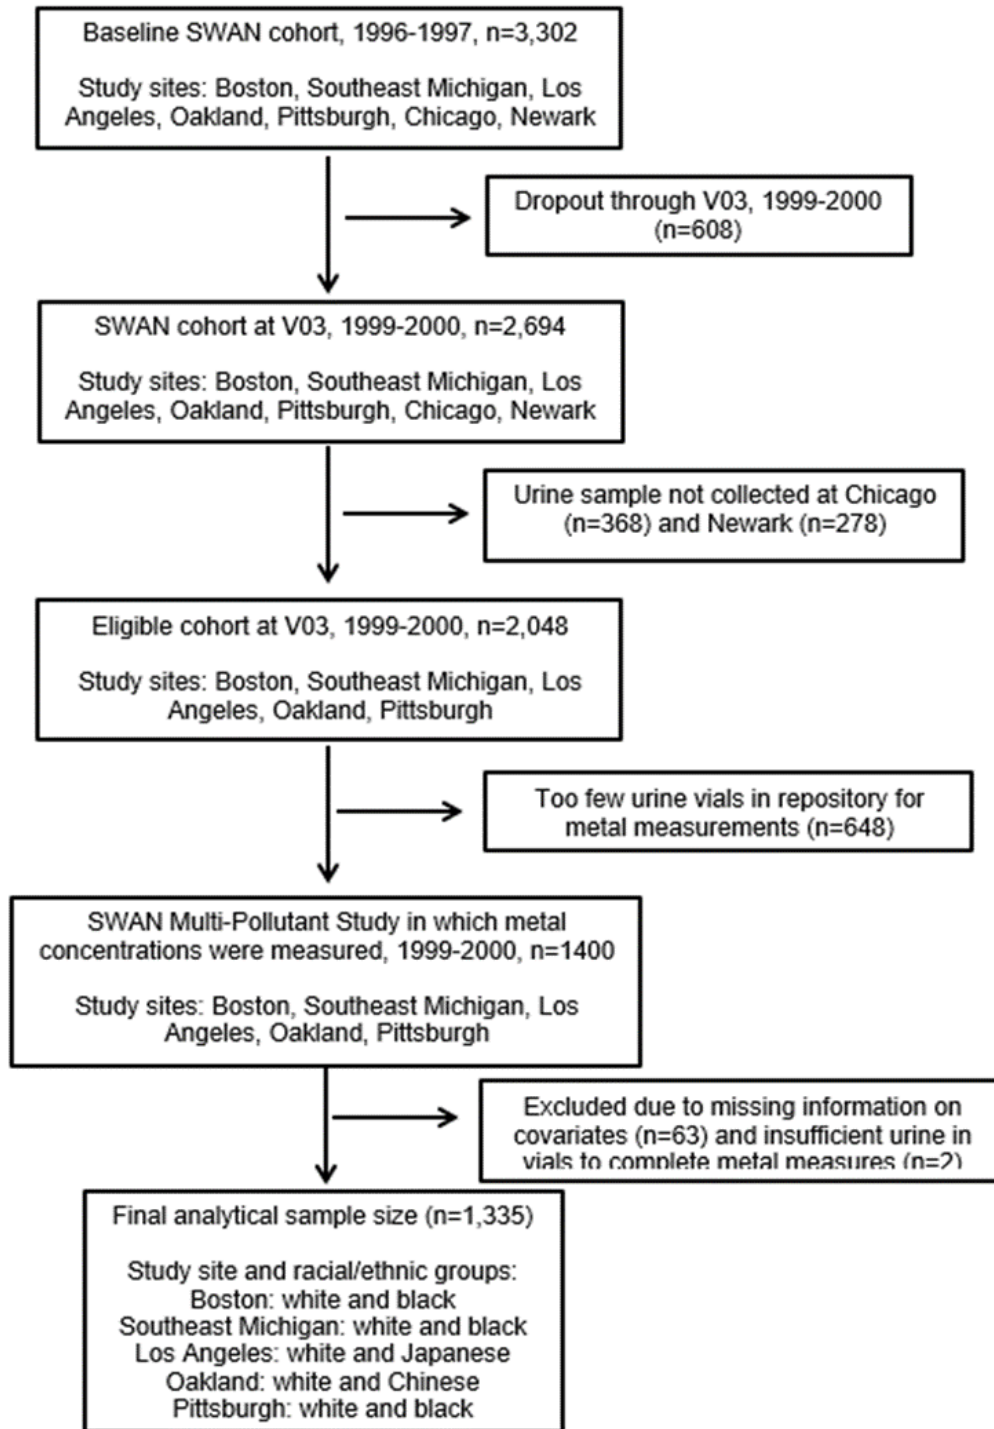 Baseline SWAN cohort, 1996-1997, n=3,302
Study sites: Boston, Southeast Michigan, Los
Angeles, Oakland, Pittsburgh, Chicago, Newark
Dropout through V03, 1999-2000
(n=608)
SWAN cohort at V03, 1999-2000, n=2,694
Study sites: Boston, Southeast Michigan, Los
Angeles, Oakland, Pittsburgh, Chicago, Newark
Urine sample not collected at Chicago
(n=368) and Newark (n=278)
Eligible cohort at V03, 1999-2000, n=2,048
Study sites: Boston, Southeast Michigan, Los
Angeles, Oakland, Pittsburgh
Too few urine vials in repository for
metal measurements (n=648)
SWAN Multi-Pollutant Study in which metal
concentrations were measured, 1999-2000, n=1400
Study sites: Boston, Southeast Michigan, Los
Angeles, Oakland, Pittsburgh
Excluded due to missing information on
covariates (n=63) and insufficient urine in
vials to complete metal measures (n=2)
Final analytical sample size (n=1,335)
Study site and racial/ethnic groups:
Boston: white and black
Southeast Michigan: white and black
Los Angeles: white and Japanese
Oakland: white and Chinese
Pittsburgh: white and black